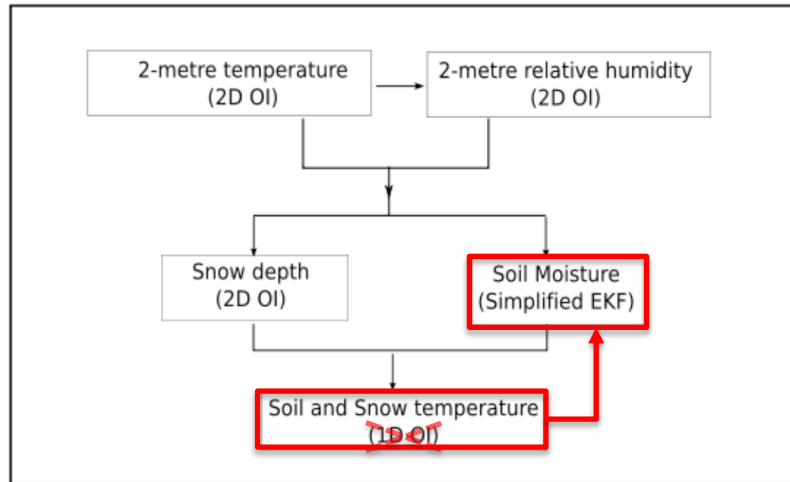 2-metre temperature
(2D OI)
2-metre relative humidity
(2D OI)
Snow depth
(2D OI)
Soil Moisture
(Simplified EKF)
Soil and Snow temperature
(1D OI)